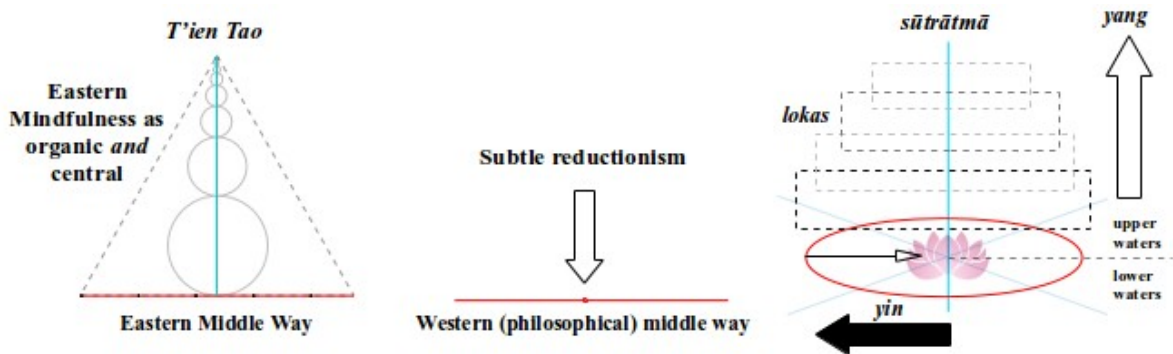 T'ien Tao
Eastern
Mindfulness as
organic and
central
Eastern Middle Way
Subtle reductionism
Western (philosophical) middle way
sūtrātmā
yang
lokas
upper
waters
lower
waters
yin